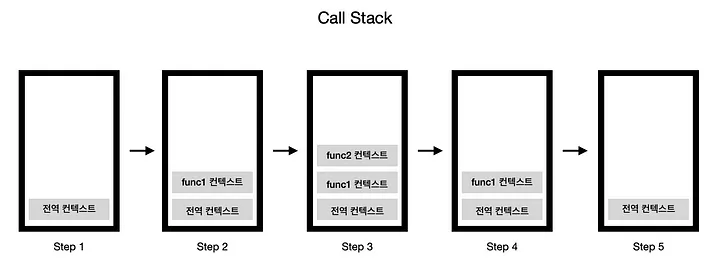 Call Stack
전역 컨텍스트
Step 1
func1 컨텍스트
전역 컨텍스트
Step 2
func2 컨텍스트
func1 컨텍스트
전역 컨텍스트
Step 3
func1 컨텍스트
전역 컨텍스트
Step 4
전역 컨텍스트
Step 5